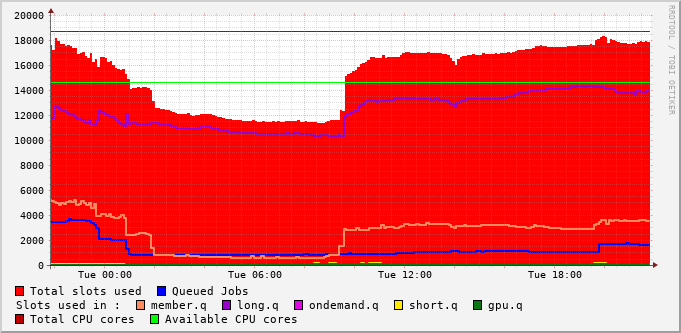 RRDTOOL / TOBI OETIKER
20000
18000
16000
14000
12000
10000
8000
6000
4000
2000
0
Tue 00:00 Tue 06:00 Tue 12:00 Tue 18:00
Total slots used Queued Jobs
Slots used in : member.q long.q ondemand.q short.q gpu.q
Total CPU cores Available CPU cores